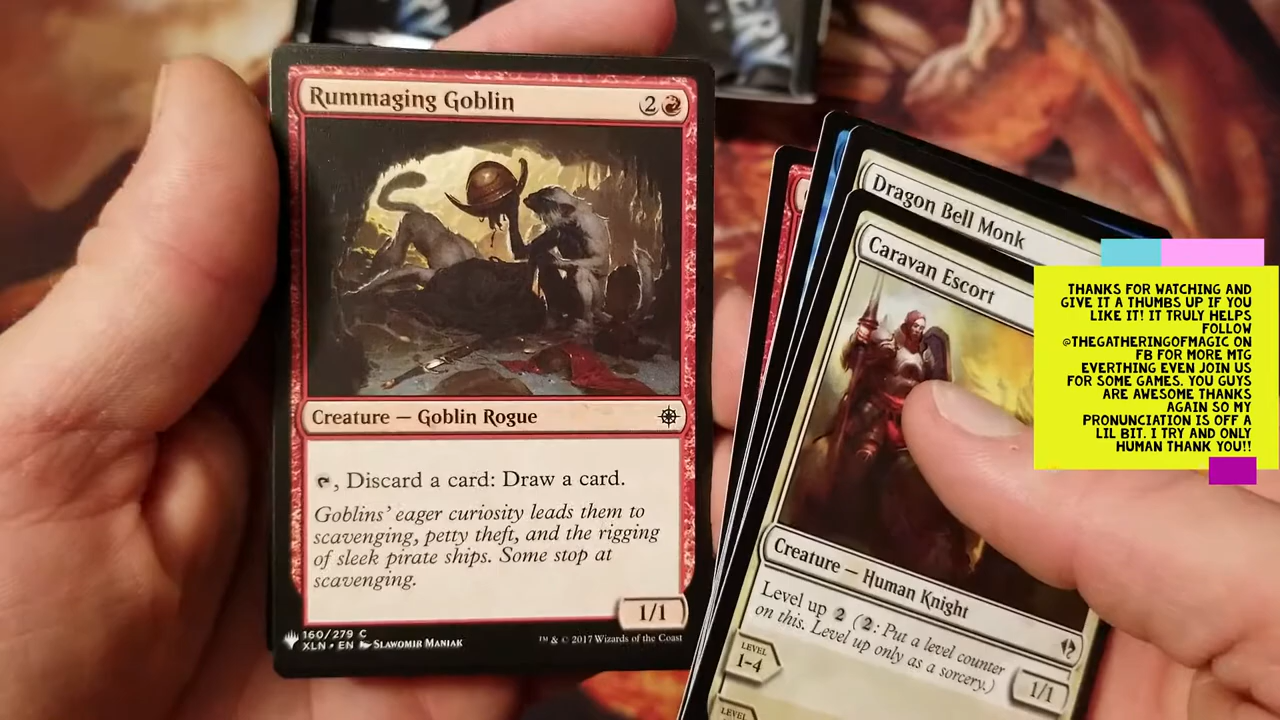 ERY
ERY
Rummaging Goblin
2
Creature — Goblin Rogue
, Discard a card: Draw a card.
Goblins' eager curiosity leads them to
scavenging, petty theft, and the rigging
of sleek pirate ships. Some stop at
scavenging.
1/1
160/279 C
XLN • EN SLAWOMIR MANIAK
™ & © 2017 Wizards of the Coast
Dragon Bell Monk
Caravan Escort
Creature — Human Knight
Level up 2 (2: Put a level counter
on this. Level up only as a sorcery.)
LEVEL
1-4
1/1
LEVEL
THANKS FOR WATCHING AND
GIVE IT A THUMBS UP IF YOU
LIKE IT! IT TRULY HELPS
FOLLOW
@THEGATHERINGOFMAGIC ON
FB FOR MORE MTG
EVERTHING EVEN JOIN US
FOR SOME GAMES. YOU GUYS
ARE AWESOME THANKS
AGAIN SO MY
PRONUNCIATION IS OFF A
LIL BIT. I TRY AND ONLY
HUMAN THANK YOU!!